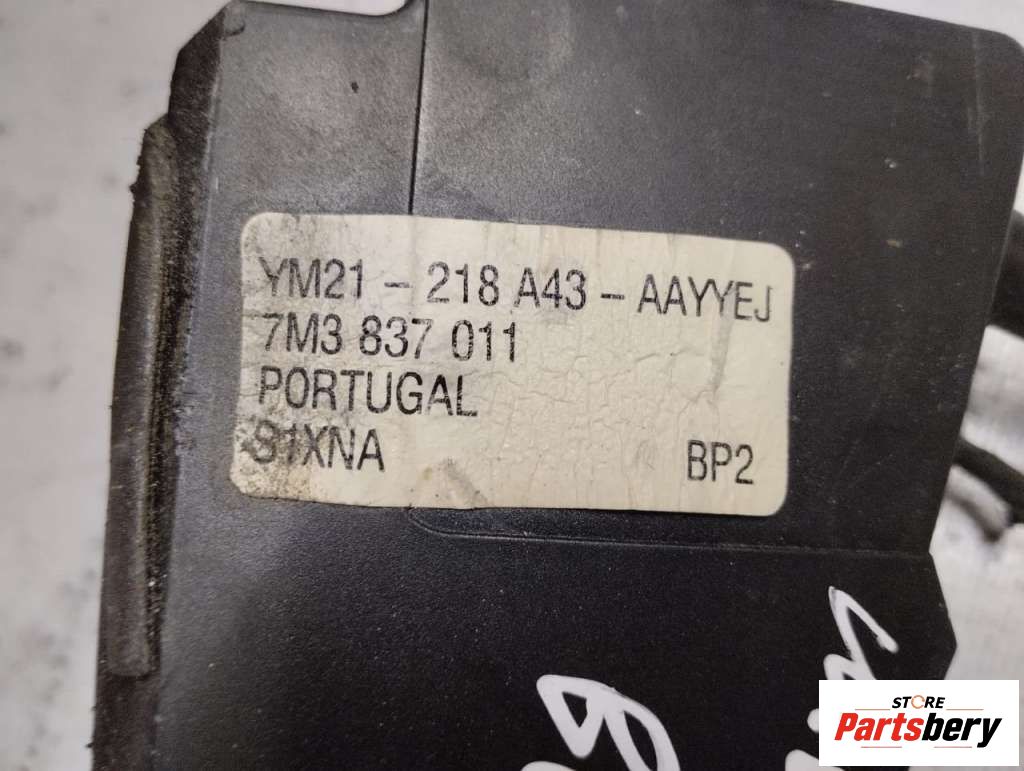 YM21 - 218 A43 - AAYYEJ
7M3 837 011
PORTUGAL
S1XNA BP2
STORE
Partsbery